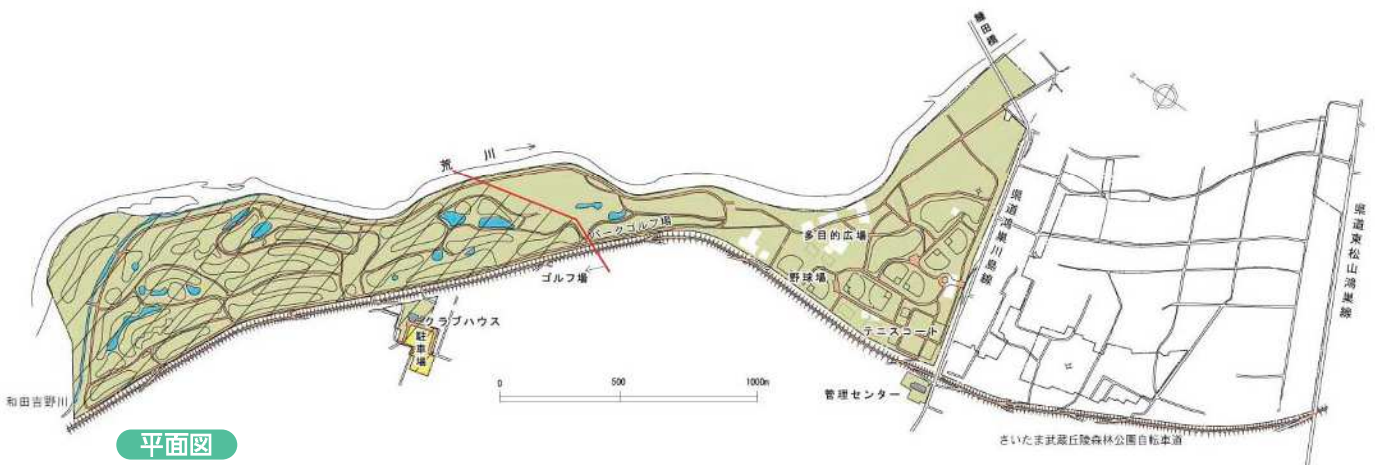 糠田橋
荒川
パークゴルフ場
ゴルフ場
クラブハウス
駐車場
多目的広場
野球場
テニスコート
管理センター
県道鴻巣川島線
県道東松山鴻巣線
和田吉野川
0 500 1000m
さいたま武蔵丘陵森林公園自転車道
平面図